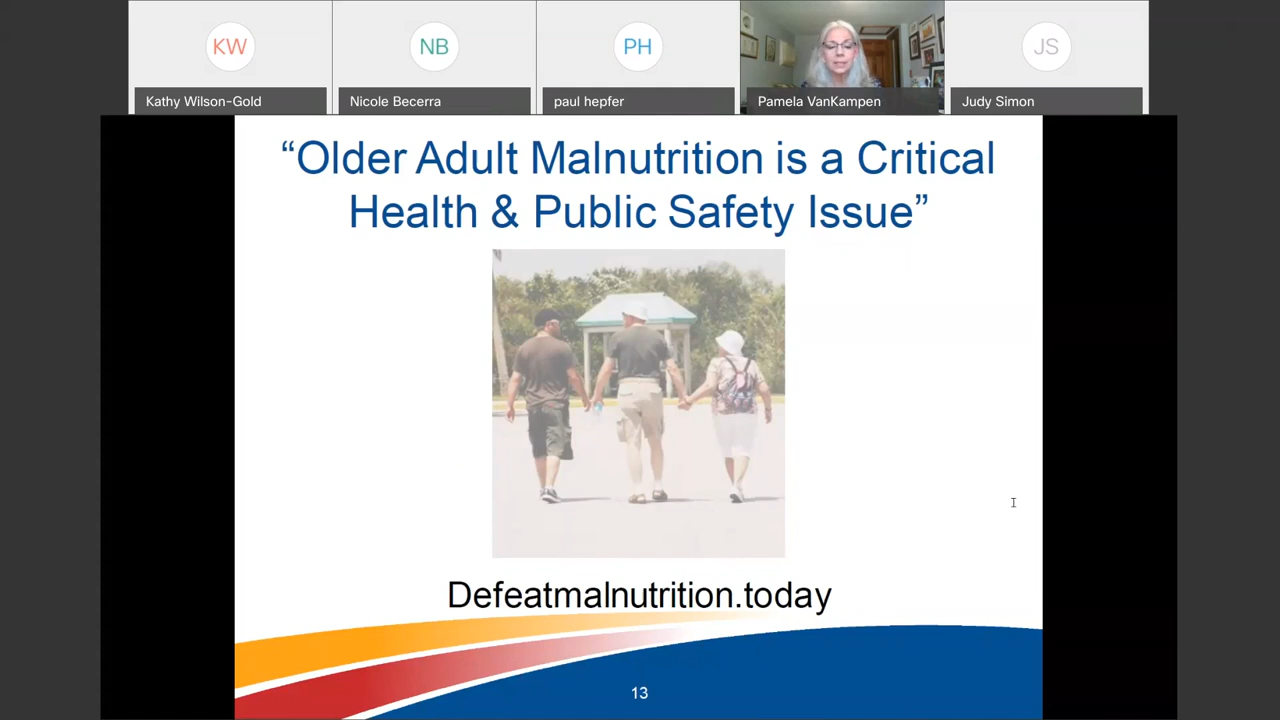 KW
NB
PH
JS
Kathy Wilson-Gold
Nicole Becerra
paul hepfer
Pamela VanKampen
Judy Simon
“Older Adult Malnutrition is a Critical
Health & Public Safety Issue”
Defeatmalnutrition.today
13